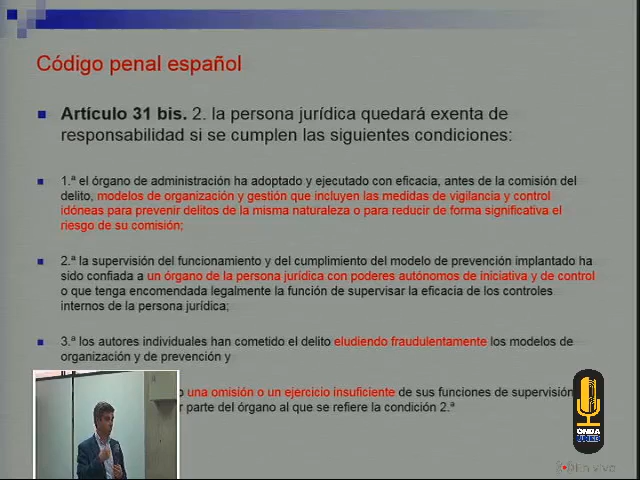 Código penal español
Artículo 31 bis. 2. la persona jurídica quedará exenta de
responsabilidad si se cumplen las siguientes condiciones:
1.ª el órgano de administración ha adoptado y ejecutado con eficacia, antes de la comisión del
delito, modelos de organización y gestión que incluyen las medidas de vigilancia y control
idóneas para prevenir delitos de la misma naturaleza o para reducir de forma significativa el
riesgo de su comisión;
2.ª la supervisión del funcionamiento y del cumplimiento del modelo de prevención implantado ha
sido confiada a un órgano de la persona jurídica con poderes autónomos de iniciativa y de control
o que tenga encomendada legalmente la función de supervisar la eficacia de los controles
internos de la persona jurídica;
3.ª los autores individuales han cometido el delito eludiendo fraudulentamente los modelos de
organización y de prevención y
o una omisión o un ejercicio insuficiente de sus funciones de supervisión
parte del órgano al que se refiere la condición 2.ª
ONDA
UNED
En vivo